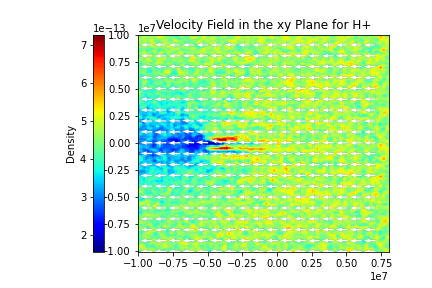 Velocity Field in the xy Plane for H+
1e−13
1e7
Density
7
6
5
4
3
2
1.00
0.75
0.50
0.25
0.00
−0.25
−0.50
−0.75
−1.00
−1.00 −0.75 −0.50 −0.25 0.00 0.25 0.50 0.75
1e7